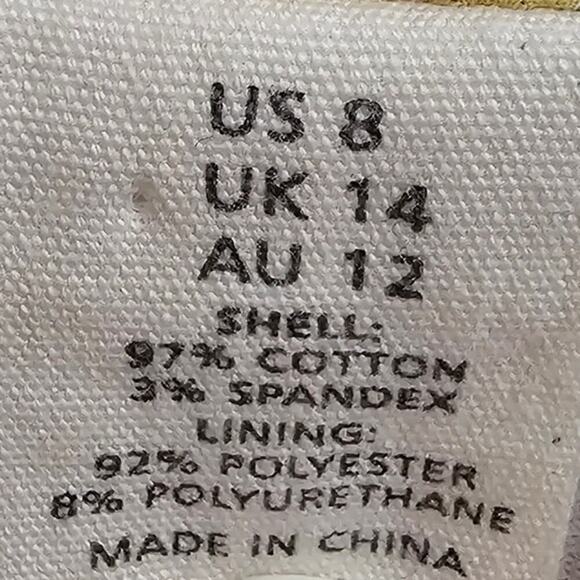 US 8
UK 14
AU 12
SHELL:
97% COTTON
3% SPANDEX
LINING:
92% POLYESTER
8% POLYURETHANE
MADE IN CHINA